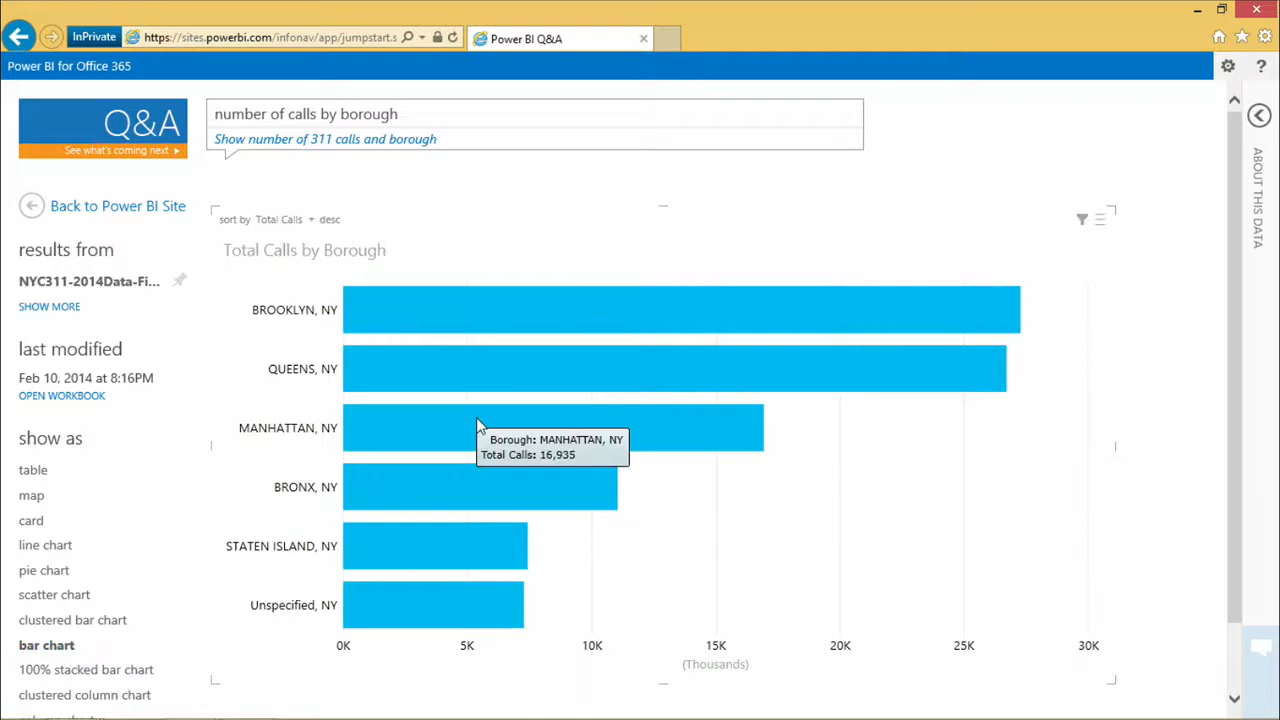 InPrivate
https://sites.powerbi.com/infonav/app/jumpstart.s
Power BI Q&A
Power BI for Office 365
Q&A
See what's coming next
number of calls by borough
Show number of 311 calls and borough
Back to Power BI Site
results from
NYC311-2014Data-Fi...
SHOW MORE
last modified
Feb 10, 2014 at 8:16PM
OPEN WORKBOOK
show as
table
map
card
line chart
pie chart
scatter chart
clustered bar chart
bar chart
100% stacked bar chart
clustered column chart
sort by Total Calls desc
Total Calls by Borough
BROOKLYN, NY
QUEENS, NY
MANHATTAN, NY
Borough: MANHATTAN, NY
Total Calls: 16,935
BRONX, NY
STATEN ISLAND, NY
Unspecified, NY
0K 5K 10K 15K 20K 25K 30K
(Thousands)
?
ABOUT THIS DATA